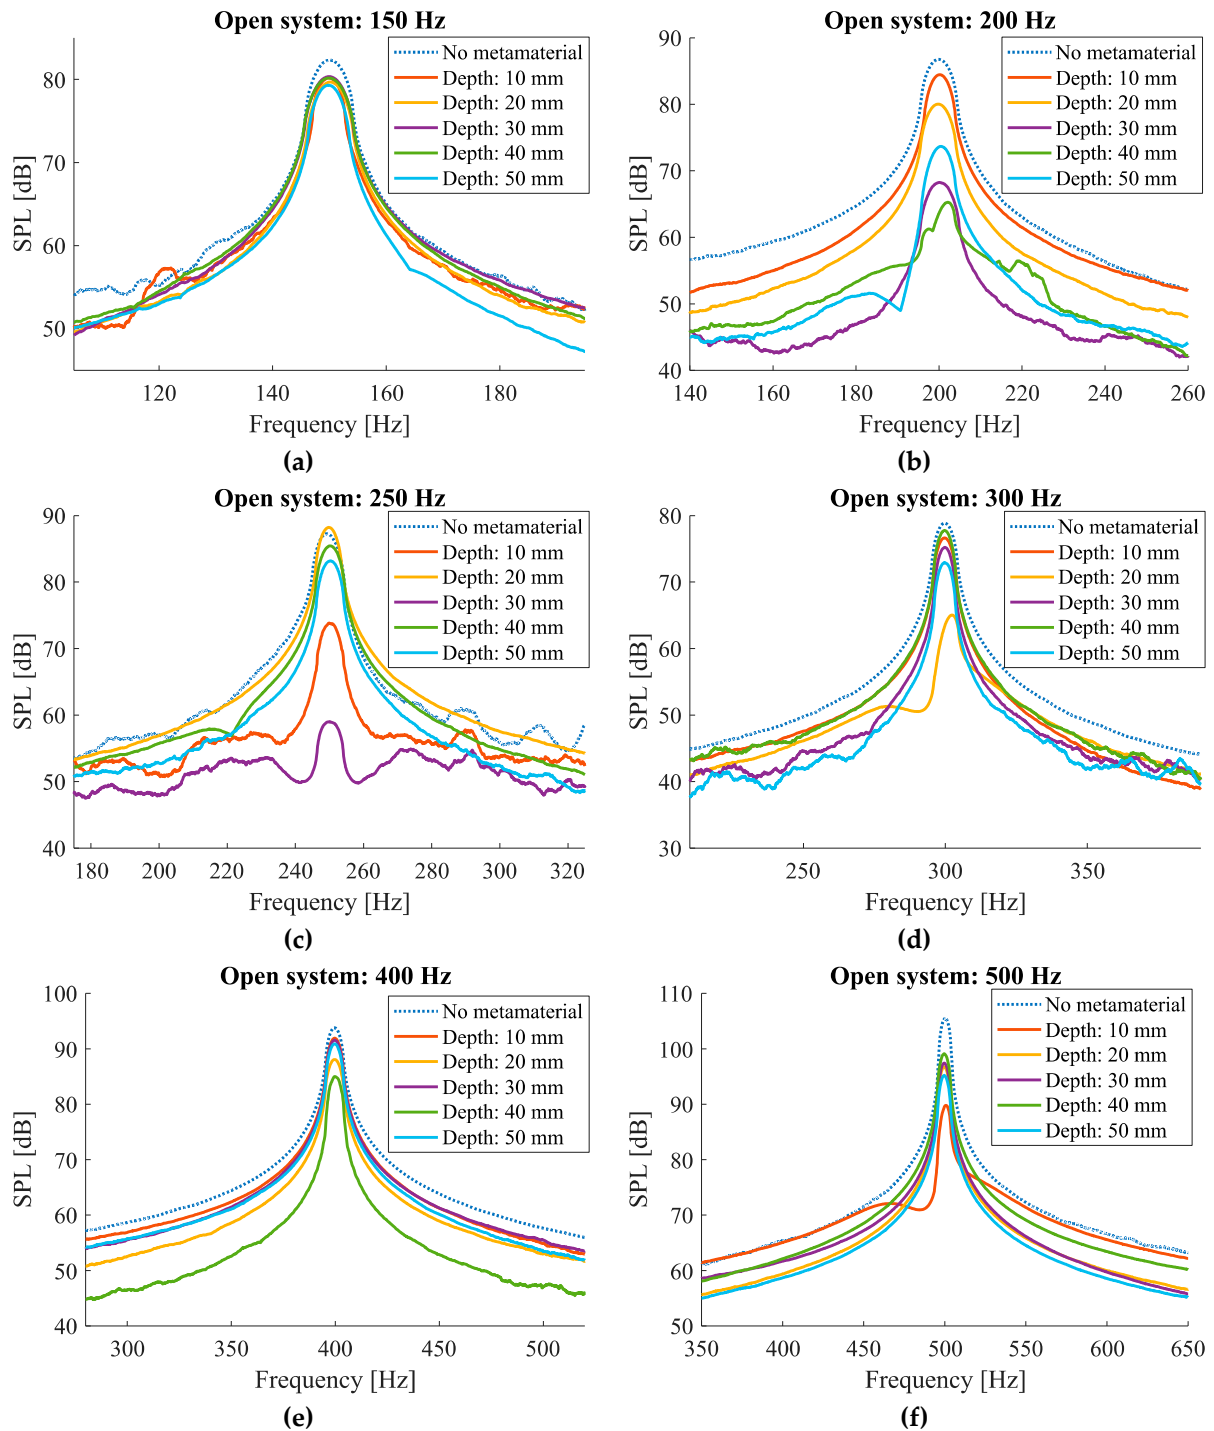 Open system: 150 Hz
SPL [dB]
80
70
60
50
120
140
160
180
Frequency [Hz]
No metamaterial
Depth: 10 mm
Depth: 20 mm
Depth: 30 mm
Depth: 40 mm
Depth: 50 mm
(a)
Open system: 200 Hz
SPL [dB]
90
80
70
60
50
40
140
160
180
200
220
240
260
Frequency [Hz]
No metamaterial
Depth: 10 mm
Depth: 20 mm
Depth: 30 mm
Depth: 40 mm
Depth: 50 mm
(b)
Open system: 250 Hz
SPL [dB]
90
80
70
60
50
40
180
200
220
240
260
280
300
320
Frequency [Hz]
No metamaterial
Depth: 10 mm
Depth: 20 mm
Depth: 30 mm
Depth: 40 mm
Depth: 50 mm
(c)
Open system: 300 Hz
SPL [dB]
80
70
60
50
40
30
250
300
350
Frequency [Hz]
No metamaterial
Depth: 10 mm
Depth: 20 mm
Depth: 30 mm
Depth: 40 mm
Depth: 50 mm
(d)
Open system: 400 Hz
SPL [dB]
100
90
80
70
60
50
40
300
350
400
450
500
Frequency [Hz]
No metamaterial
Depth: 10 mm
Depth: 20 mm
Depth: 30 mm
Depth: 40 mm
Depth: 50 mm
(e)
Open system: 500 Hz
SPL [dB]
110
100
90
80
70
60
50
350
400
450
500
550
600
650
Frequency [Hz]
No metamaterial
Depth: 10 mm
Depth: 20 mm
Depth: 30 mm
Depth: 40 mm
Depth: 50 mm
(f)